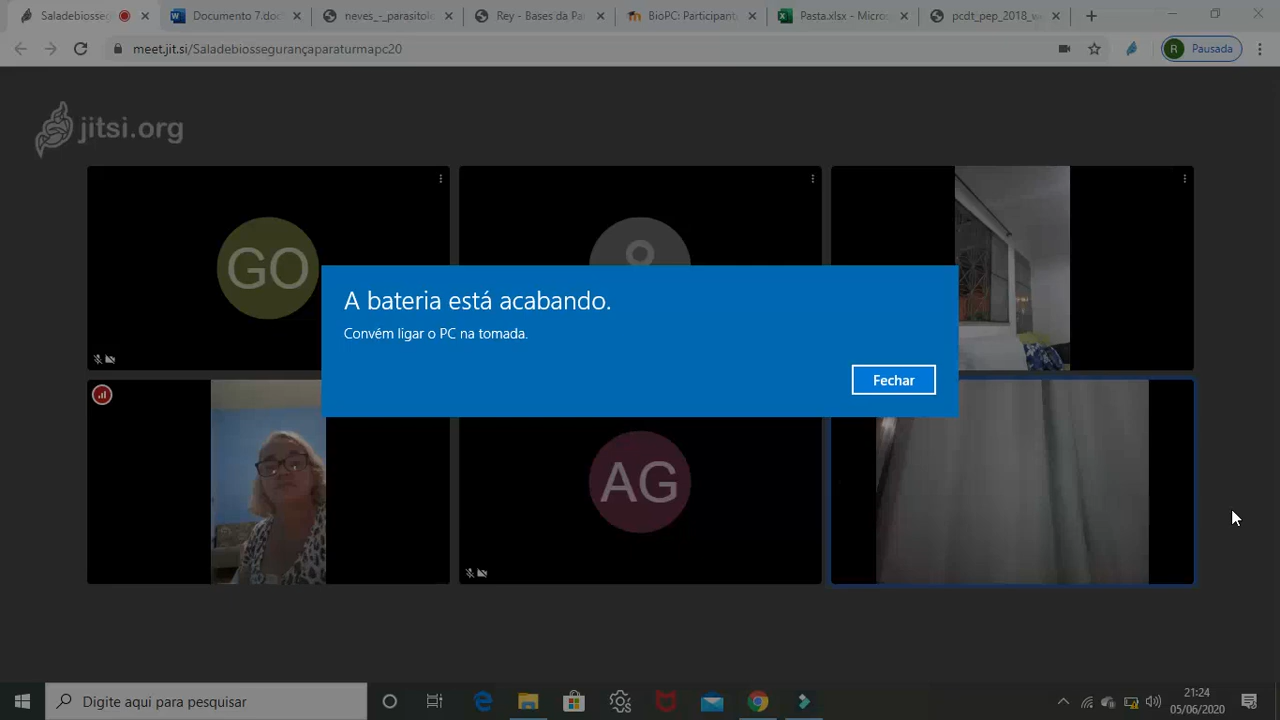 Saladebiosse
Documento 7.doc
neves_-_parasitolo
Rey - Bases da Pa
BioPC: Participant
Pasta.xlsx - Micros
pcdt_pep_2018_w
meet.jit.si/Saladebiossegurançaparaturmapc20
R
Pausada
jitsi.org
GO
A bateria está acabando.
Convém ligar o PC na tomada.
Fechar
AG
Digite aqui para pesquisar
21:24
05/06/2020